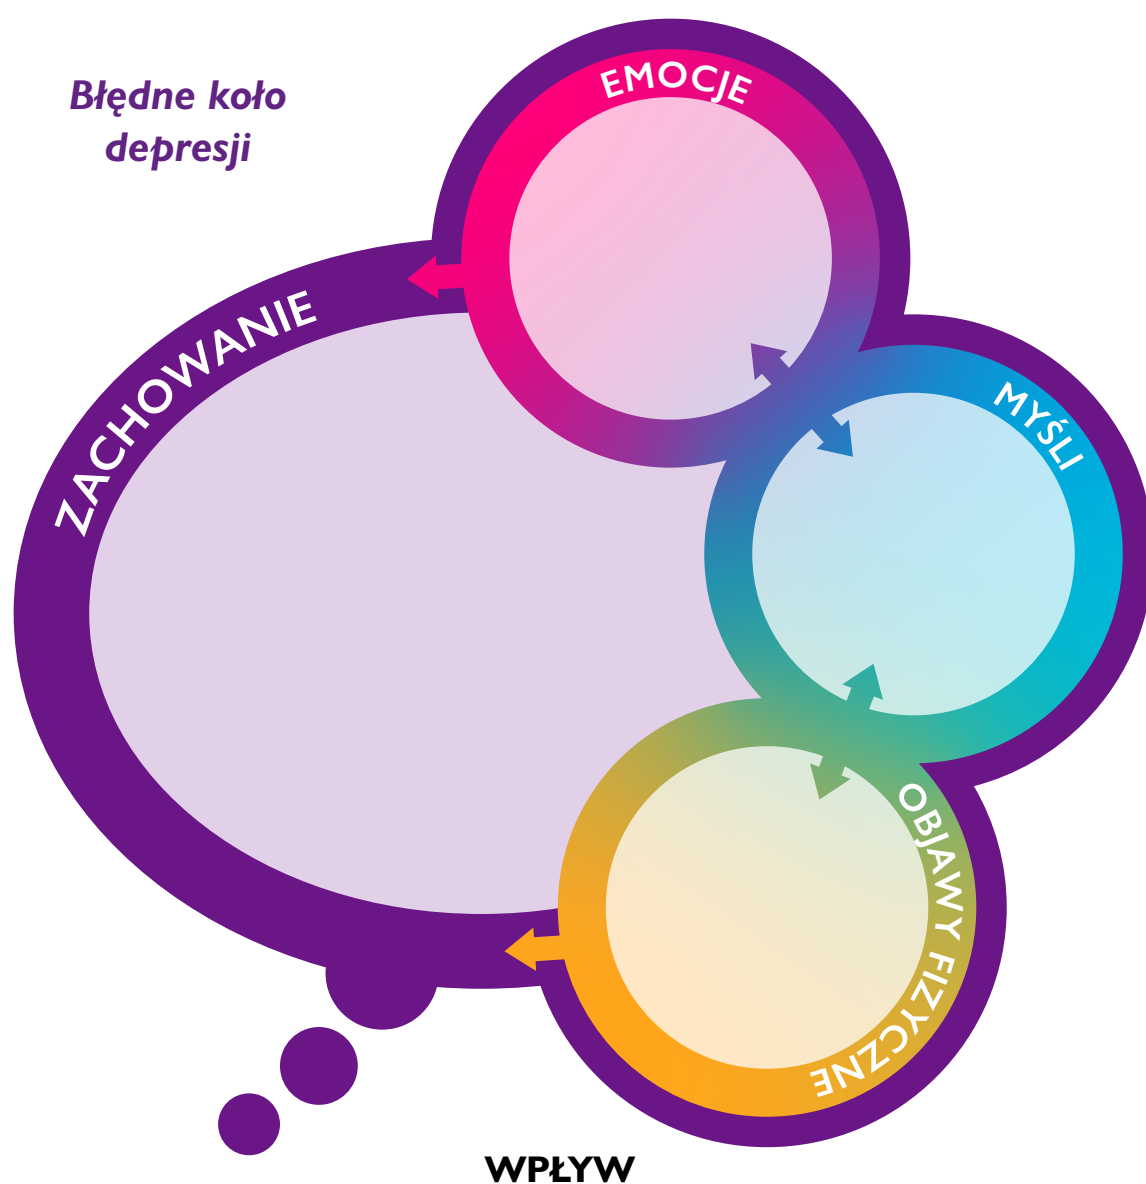 Błędne koło
depresji
EMOCJE
ZACHOWANIE
MYŚLI
OBJAWY FIZYCZNE
WPŁYW